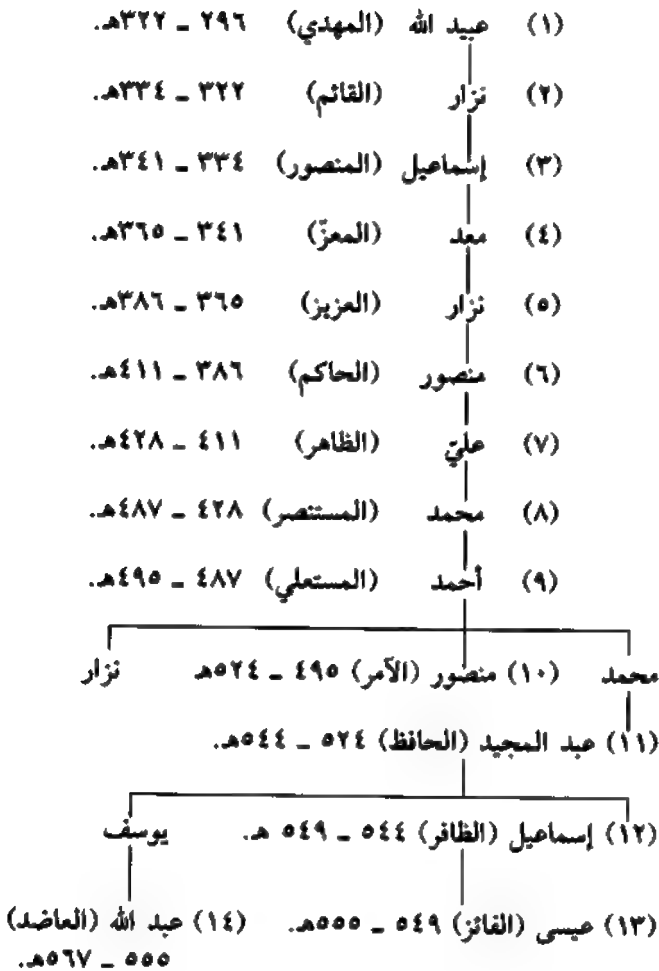 (١) عبيد الله (المهدي) ٢٩٦ ـ ٣٢٢هـ.
(٢) نزار (القائم) ٣٢٢ ـ ٣٣٤هـ.
(٣) إسماعيل (المنصور) ٣٣٤ ـ ٣٤١هـ.
(٤) معد (المعزّ) ٣٤١ ـ ٣٦٥هـ.
(٥) نزار (العزيز) ٣٦٥ ـ ٣٨٦هـ.
(٦) منصور (الحاكم) ٣٨٦ ـ ٤١١هـ.
(٧) عليّ (الظاهر) ٤١١ ـ ٤٢٨هـ.
(٨) محمد (المستنصر) ٤٢٨ ـ ٤٨٧هـ.
(٩) أحمد (المستعلي) ٤٨٧ ـ ٤٩٥هـ.
محمد (١٠) منصور (الآمر) ٤٩٥ ـ ٥٢٤هـ نزار
(١١) عبد المجيد (الحافظ) ٥٢٤ ـ ٥٤٤هـ.
(١٢) إسماعيل (الظافر) ٥٤٤ ـ ٥٤٩ هـ. يوسف
(١٣) عيسى (الفائز) ٥٤٩ ـ ٥٥٥هـ. (١٤) عبد الله (العاضد)
٥٥٥ ـ ٥٦٧هـ.